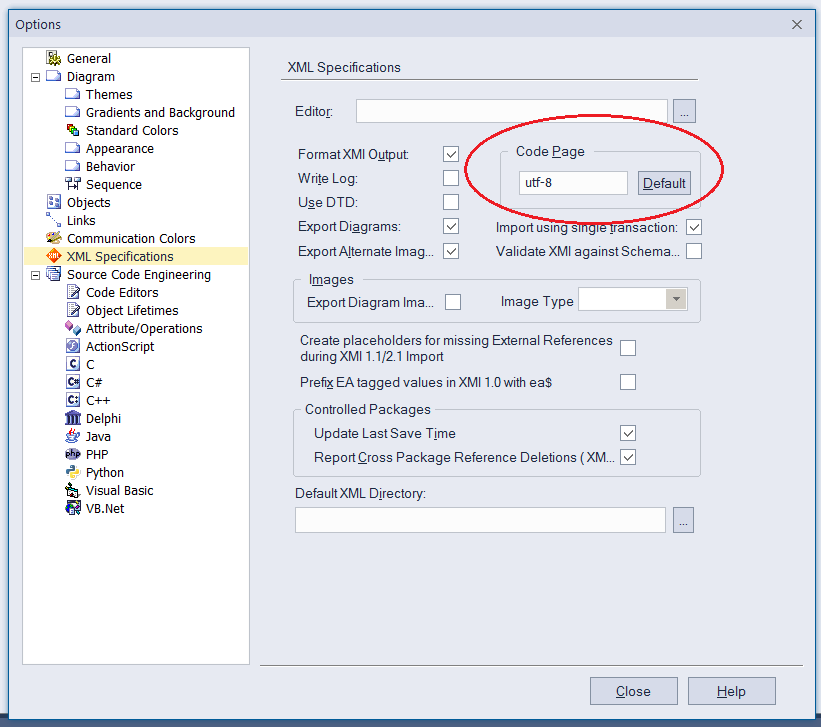 Options
General
Diagram
Themes
Gradients and Background
Standard Colors
Appearance
Behavior
Sequence
Objects
Links
Communication Colors
XML Specifications
Source Code Engineering
Code Editors
Object Lifetimes
Attribute/Operations
ActionScript
C
C#
C++
Delphi
Java
PHP
Python
Visual Basic
VB.Net
XML Specifications
Editor:
...
Format XMI Output:
Write Log:
Use DTD:
Export Diagrams:
Export Alternate Imag...
Code Page
utf-8
Default
Import using single transaction:
Validate XMI against Schema...
Images
Export Diagram Ima...
Image Type
Create placeholders for missing External References
during XMI 1.1/2.1 Import
Prefix EA tagged values in XMI 1.0 with ea$
Controlled Packages
Update Last Save Time
Report Cross Package Reference Deletions ( XM...
Default XML Directory:
...
Close
Help